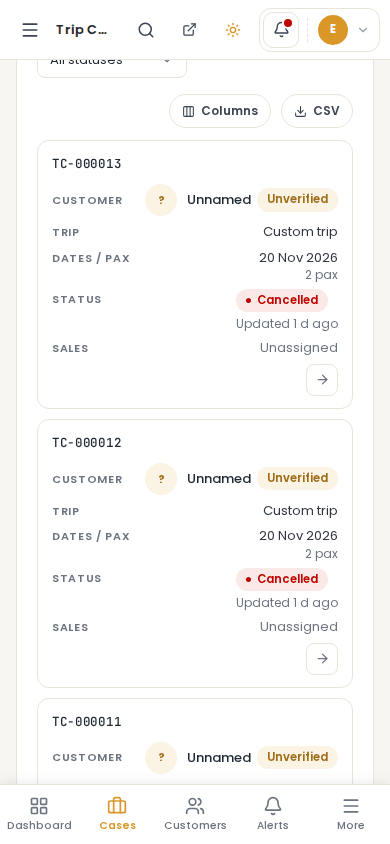 Trip C...
E
All statuses
Columns
CSV
TC-000013
CUSTOMER ? Unnamed Unverified
TRIP Custom trip
DATES / PAX 20 Nov 2026
2 pax
STATUS Cancelled
Updated 1 d ago
SALES Unassigned
TC-000012
CUSTOMER ? Unnamed Unverified
TRIP Custom trip
DATES / PAX 20 Nov 2026
2 pax
STATUS Cancelled
Updated 1 d ago
SALES Unassigned
TC-000011
CUSTOMER ? Unnamed Unverified
Dashboard Cases Customers Alerts More